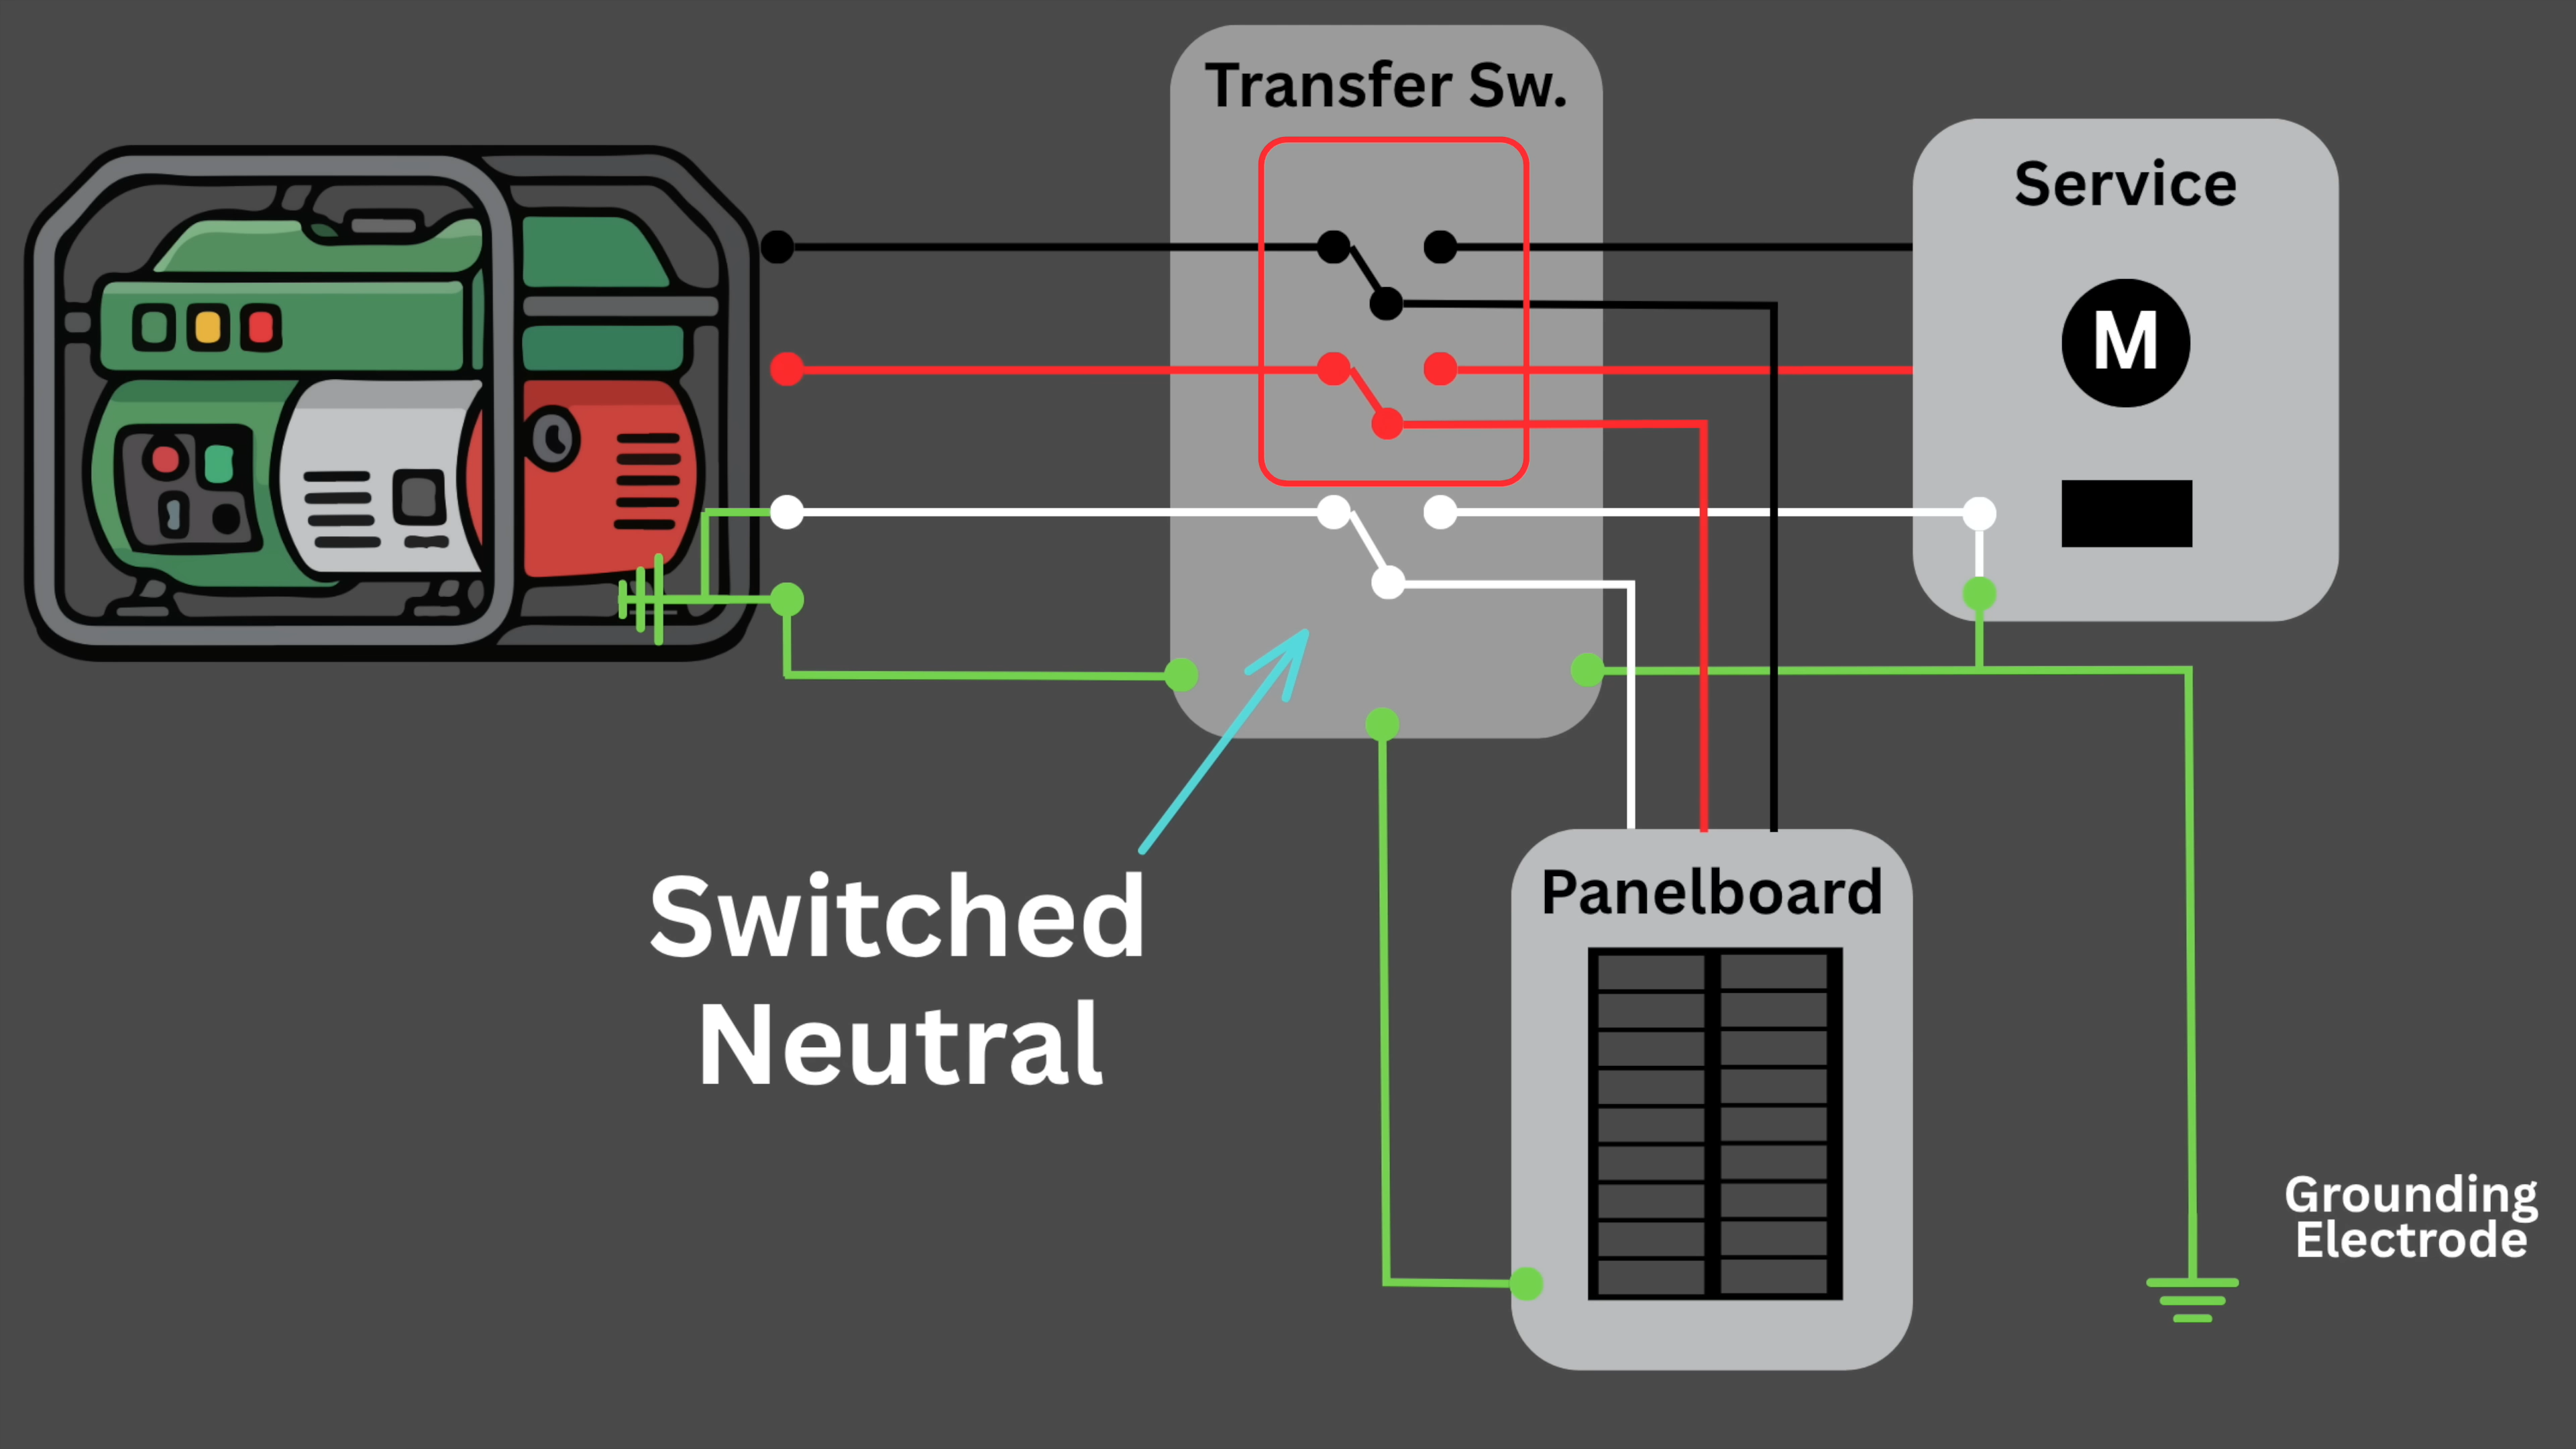 Transfer Sw.
Service
M
Switched
Neutral
Panelboard
Grounding
Electrode